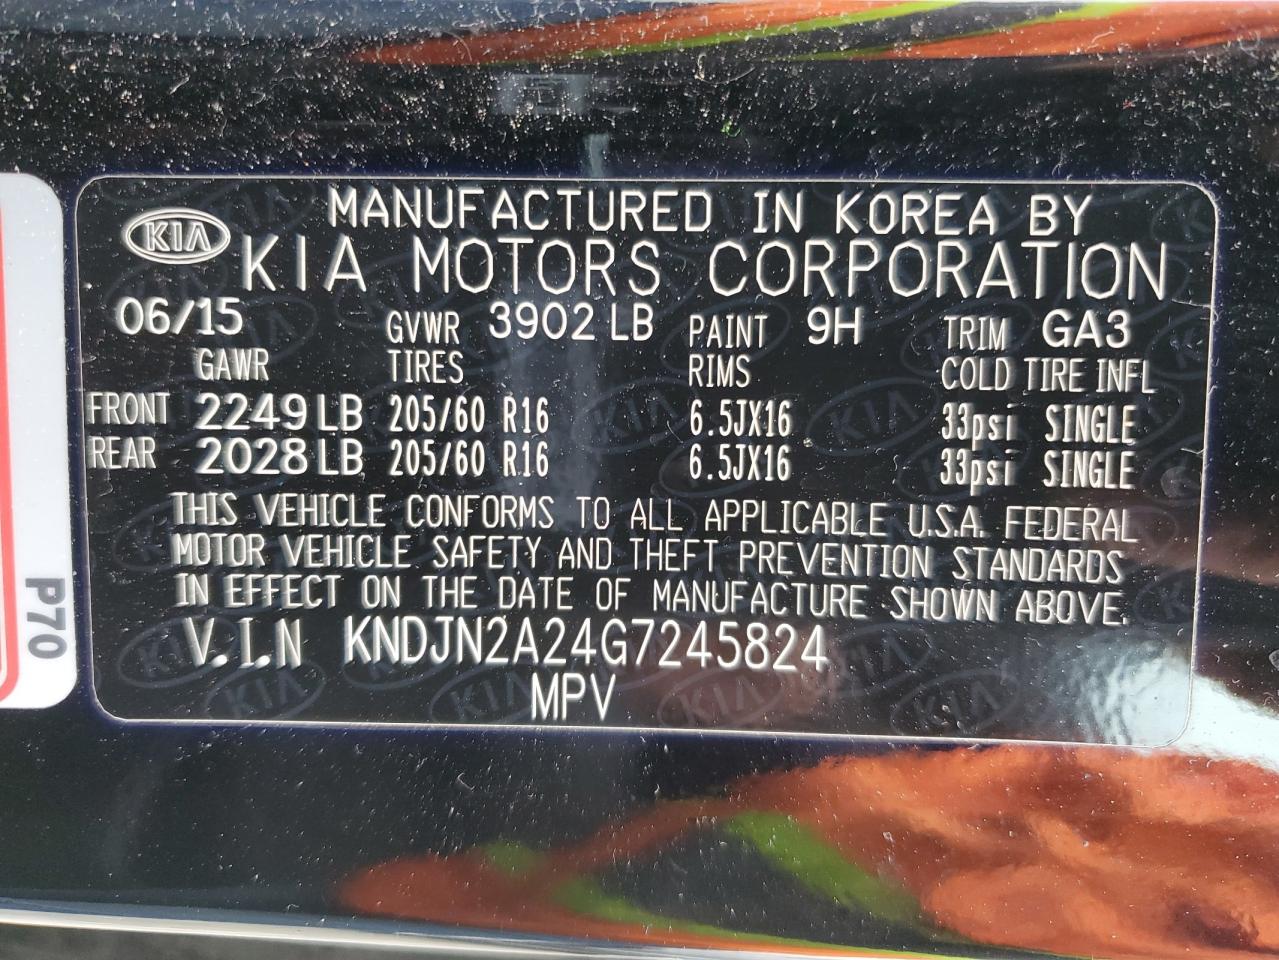 MANUFACTURED IN KOREA BY
KIA KIA MOTORS CORPORATION
06/15 GVWR 3902 LB PAINT 9H TRIM GA3
GAWR TIRES RIMS COLD TIRE INFL
FRONT 2249 LB 205/60 R16 6.5JX16 33psi SINGLE
REAR 2028 LB 205/60 R16 6.5JX16 33psi SINGLE
THIS VEHICLE CONFORMS TO ALL APPLICABLE U.S.A. FEDERAL
MOTOR VEHICLE SAFETY AND THEFT PREVENTION STANDARDS
IN EFFECT ON THE DATE OF MANUFACTURE SHOWN ABOVE.
V.I.N KNDJN2A24G7245824
MPV
P70